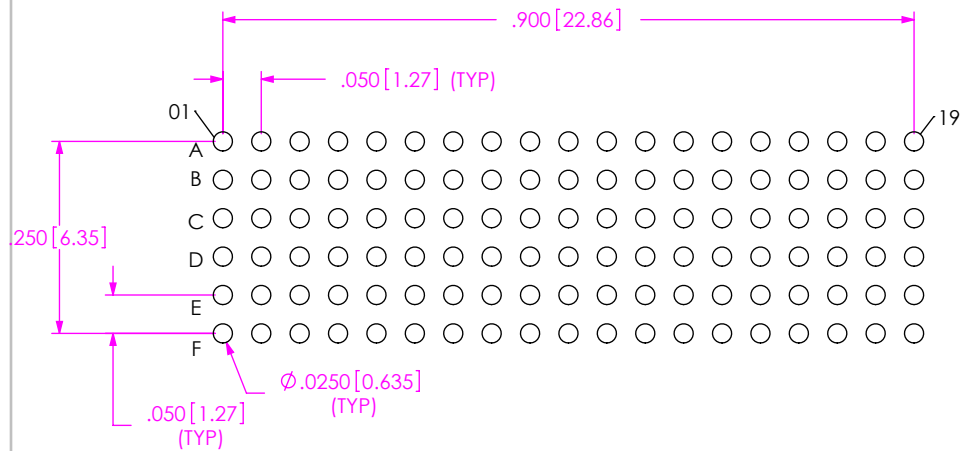 .900 [22.86]
.050 [1.27] (TYP)
01
19
A
B
C
.250 [6.35]
D
E
F
Ø.0250 [0.635]
(TYP)
.050 [1.27]
(TYP)